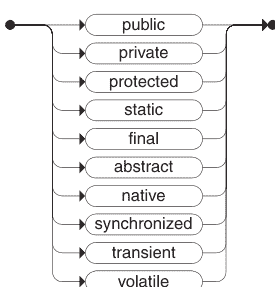 public
private
protected
static
final
abstract
native
synchronized
transient
volatile